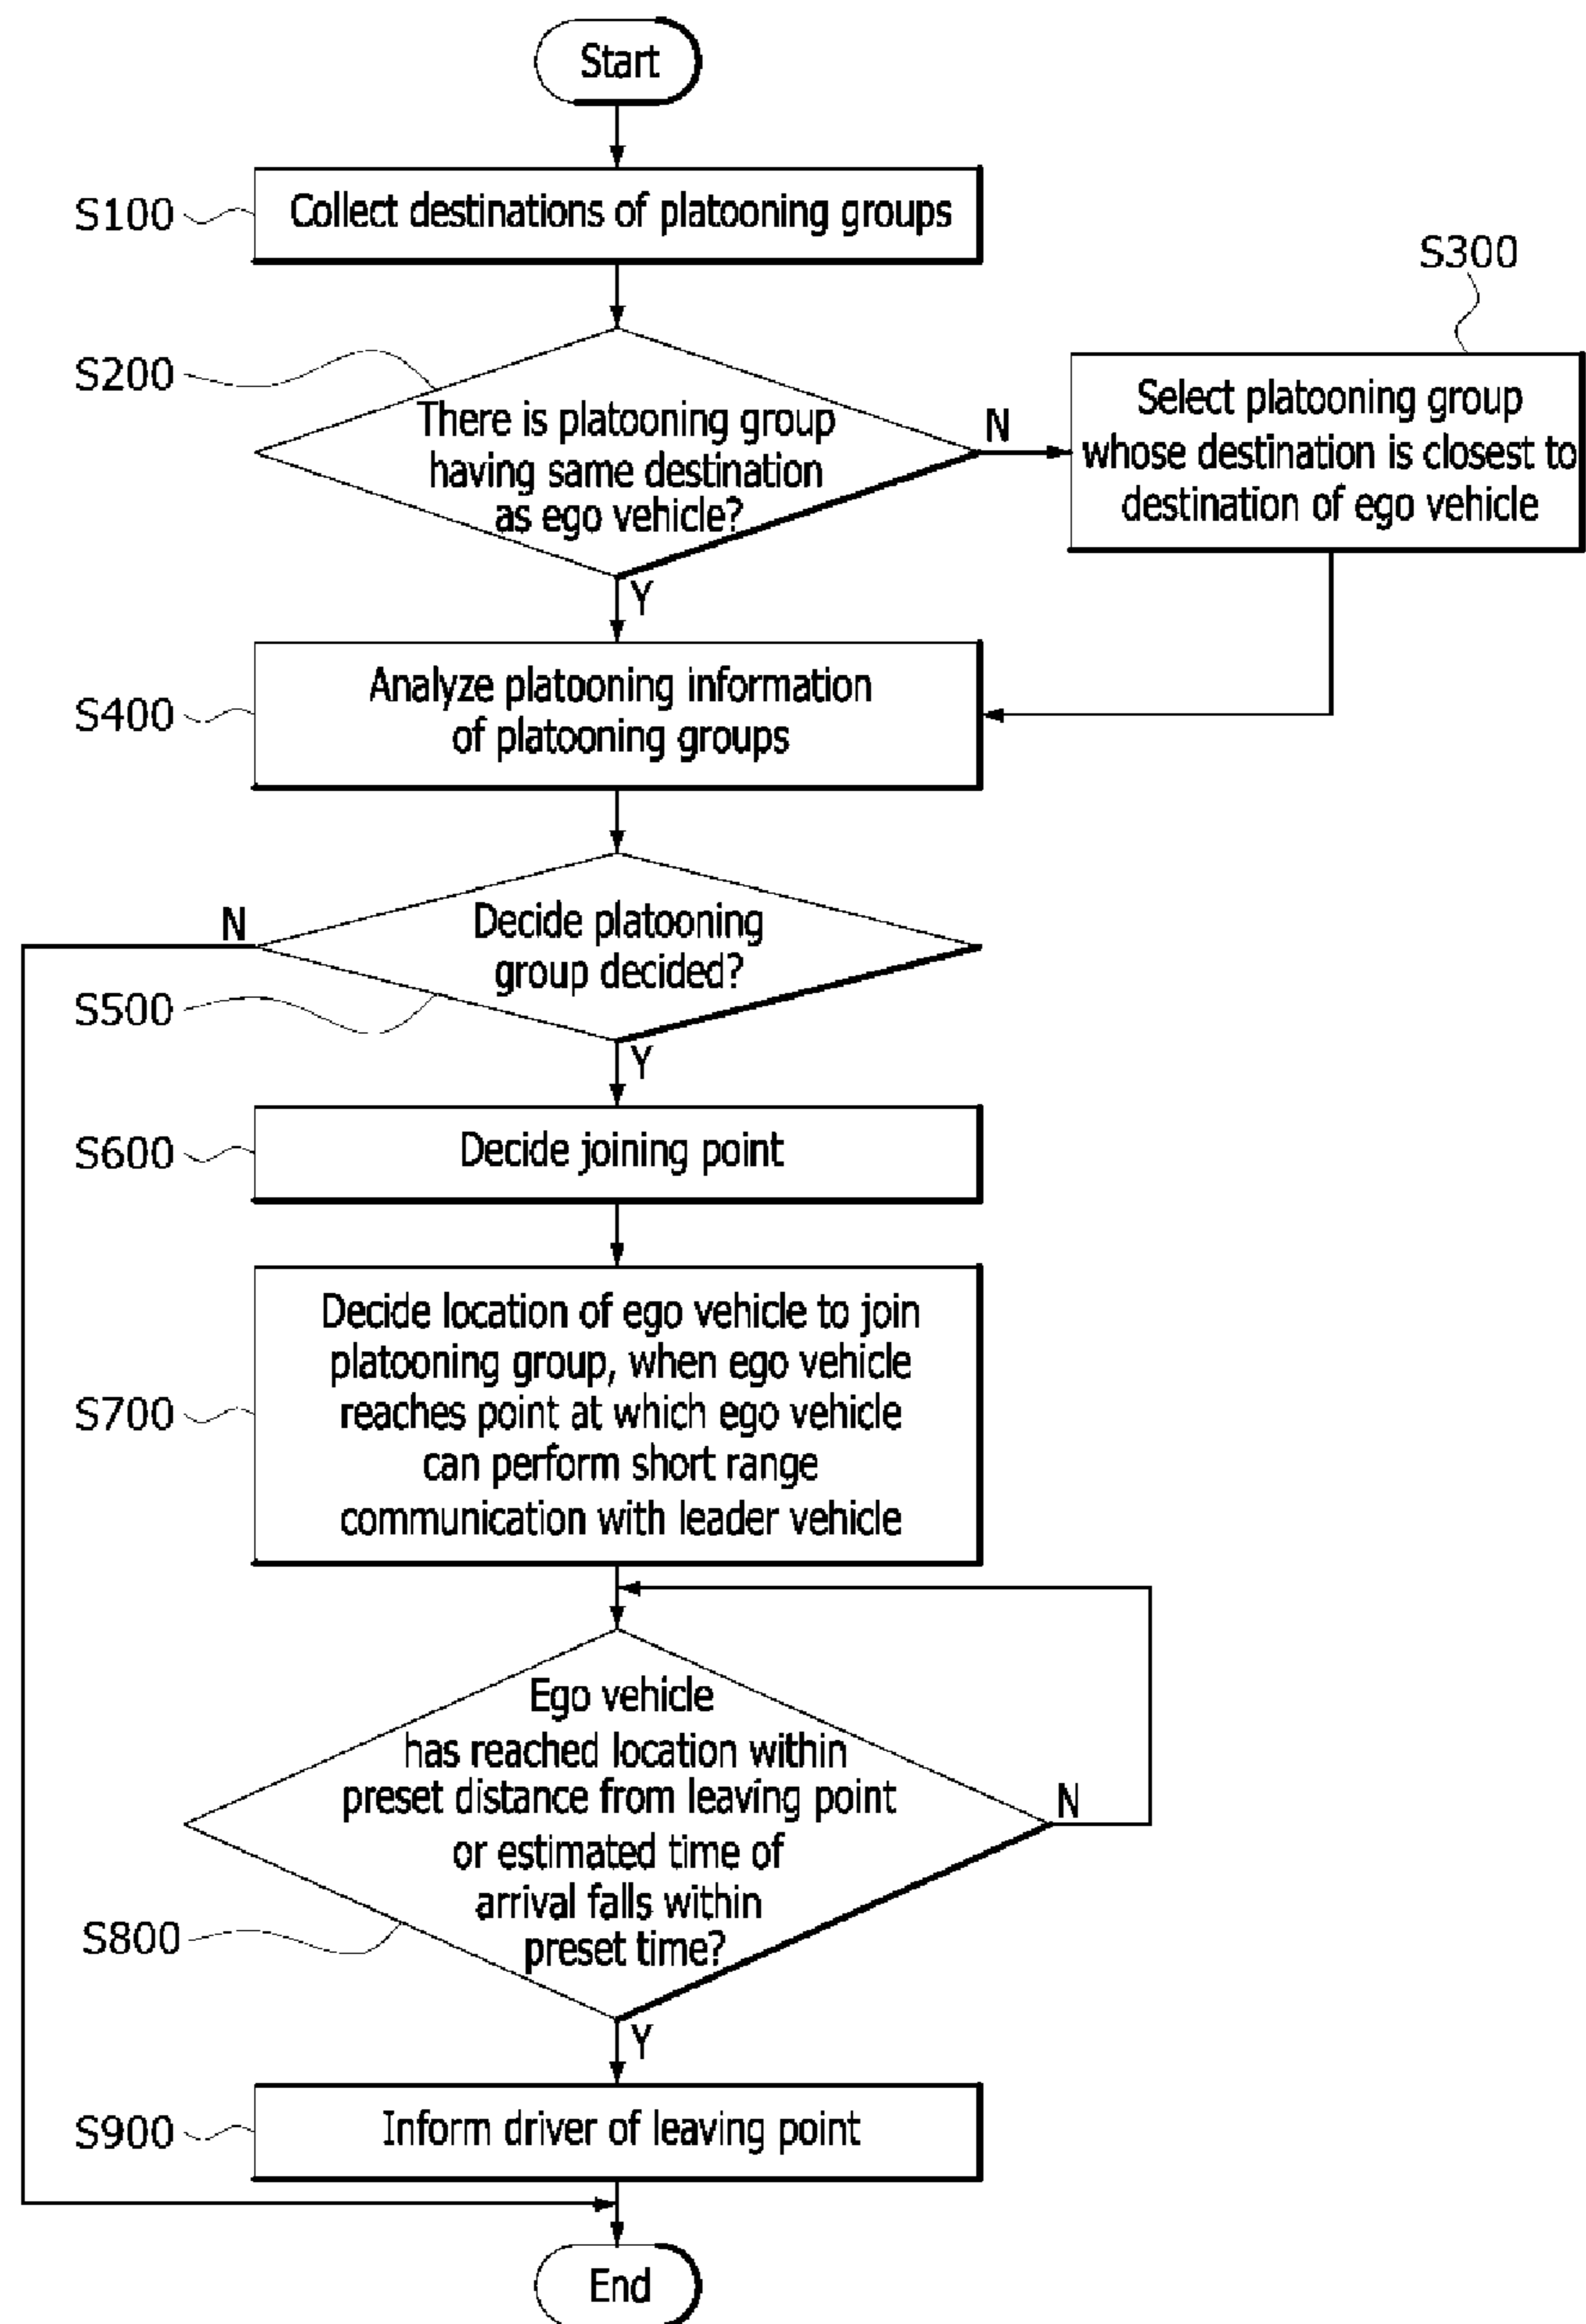 Start
S100
Collect destinations of platooning groups
S300
S200
There is platooning group
having same destination
as ego vehicle?
N
Select platooning group
whose destination is closest to
destination of ego vehicle
Y
S400
Analyze platooning information
of platooning groups
N
Decide platooning
group decided?
S500
Y
S600
Decide joining point
S700
Decide location of ego vehicle to join
platooning group, when ego vehicle
reaches point at which ego vehicle
can perform short range
communication with leader vehicle
Ego vehicle
has reached location within
preset distance from leaving point
or estimated time of
arrival falls within
preset time?
N
S800
Y
S900
Inform driver of leaving point
End